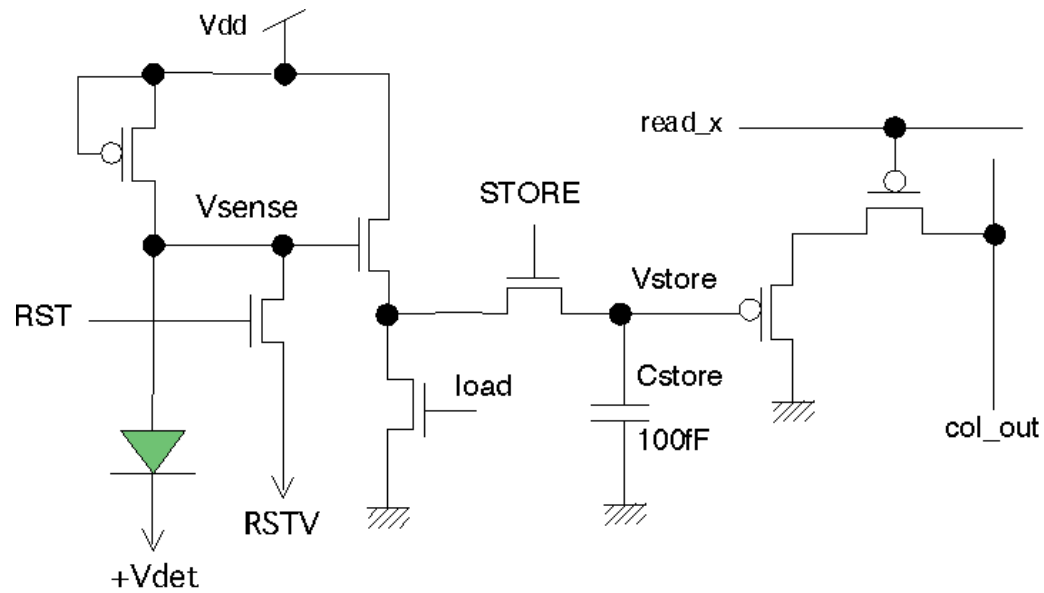 Vdd
read_x
Vsense
STORE
Vstore
RST
load
Cstore
100fF
col_out
RSTV
+Vdet